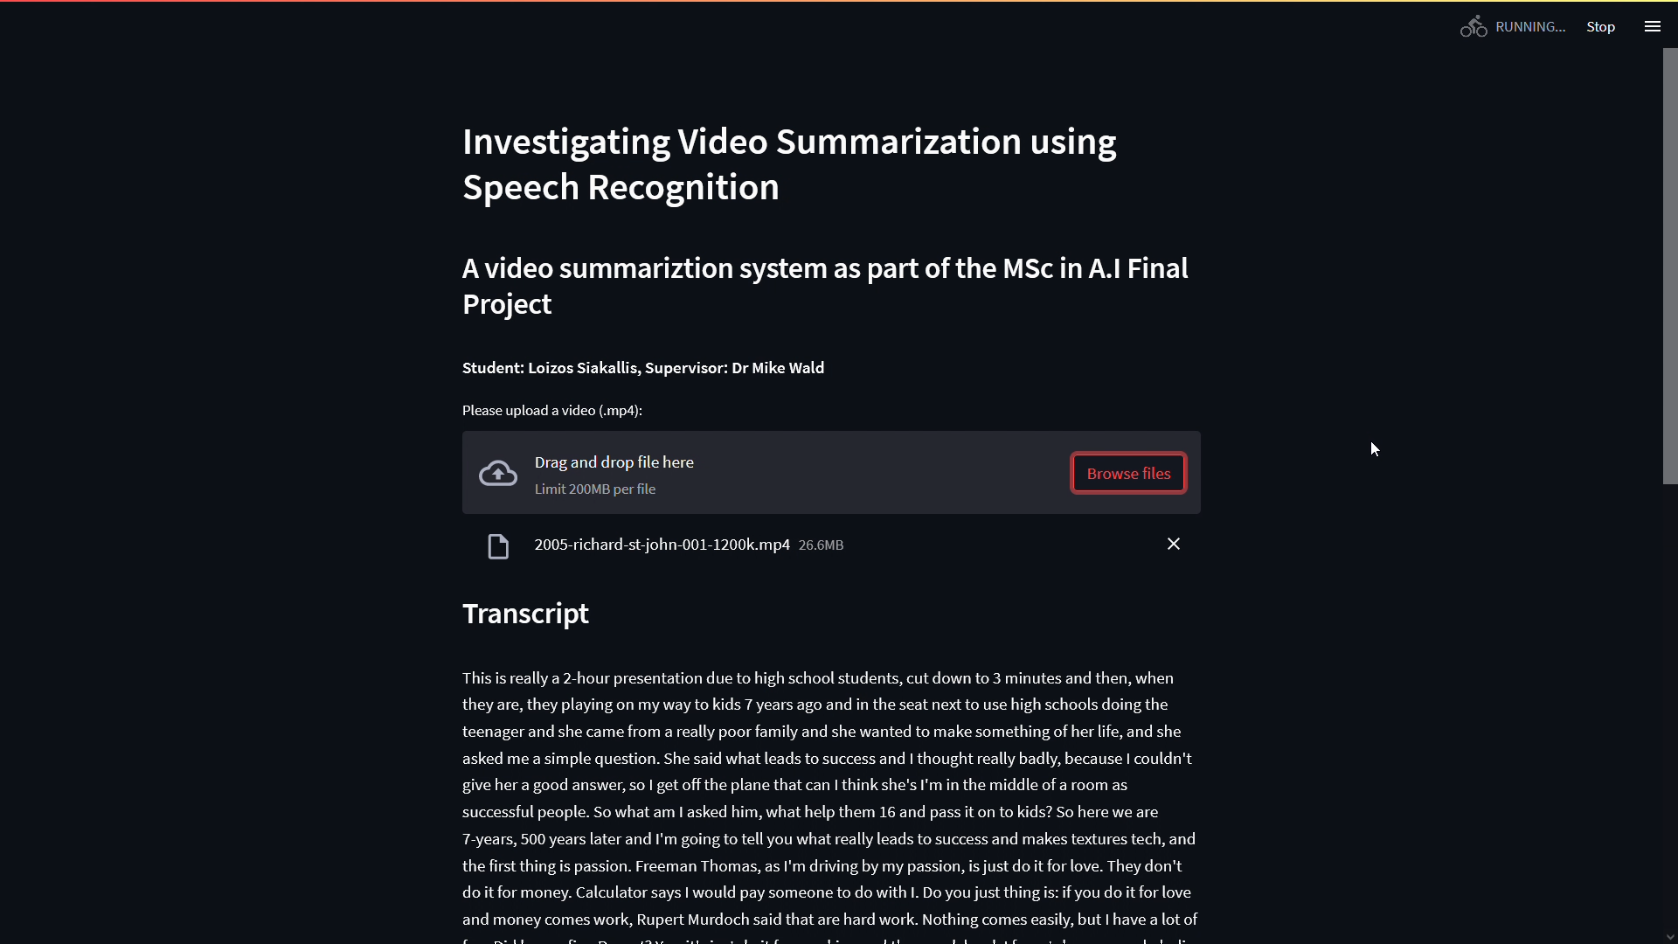 RUNNING... Stop
Investigating Video Summarization using
Speech Recognition
A video summariztion system as part of the MSc in A.I Final
Project
Student: Loizos Siakallis, Supervisor: Dr Mike Wald
Please upload a video (.mp4):
Drag and drop file here
Limit 200MB per file
Browse files
2005-richard-st-john-001-1200k.mp4 26.6MB
Transcript
This is really a 2-hour presentation due to high school students, cut down to 3 minutes and then, when
they are, they playing on my way to kids 7 years ago and in the seat next to use high schools doing the
teenager and she came from a really poor family and she wanted to make something of her life, and she
asked me a simple question. She said what leads to success and I thought really badly, because I couldn't
give her a good answer, so I get off the plane that can I think she's I'm in the middle of a room as
successful people. So what am I asked him, what help them 16 and pass it on to kids? So here we are
7-years, 500 years later and I'm going to tell you what really leads to success and makes textures tech, and
the first thing is passion. Freeman Thomas, as I'm driving by my passion, is just do it for love. They don't
do it for money. Calculator says I would pay someone to do with I. Do you just thing is: if you do it for love
and money comes work, Rupert Murdoch said that are hard work. Nothing comes easily, but I have a lot of